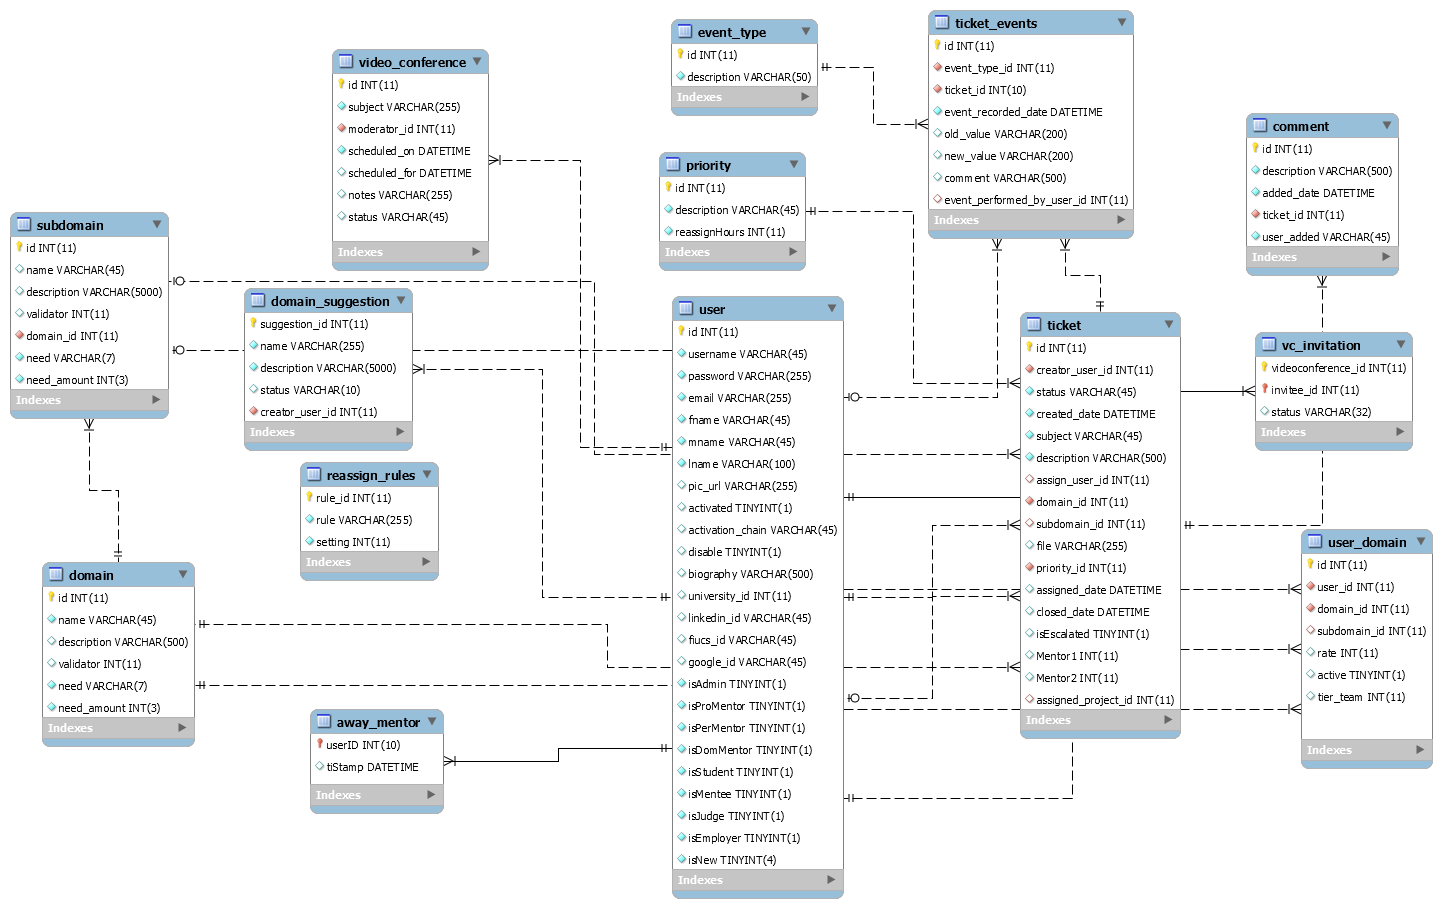 event_type
id INT(11)
description VARCHAR(50)
Indexes
ticket_events
id INT(11)
event_type_id INT(11)
ticket_id INT(10)
event_recorded_date DATETIME
old_value VARCHAR(200)
new_value VARCHAR(200)
comment VARCHAR(500)
event_performed_by_user_id INT(11)
Indexes
video_conference
id INT(11)
subject VARCHAR(255)
moderator_id INT(11)
scheduled_on DATETIME
scheduled_for DATETIME
notes VARCHAR(255)
status VARCHAR(45)
Indexes
comment
id INT(11)
description VARCHAR(500)
added_date DATETIME
ticket_id INT(11)
user_added VARCHAR(45)
Indexes
priority
id INT(11)
description VARCHAR(45)
reassignHours INT(11)
Indexes
subdomain
id INT(11)
name VARCHAR(45)
description VARCHAR(5000)
validator INT(11)
domain_id INT(11)
need VARCHAR(7)
need_amount INT(3)
Indexes
domain_suggestion
suggestion_id INT(11)
name VARCHAR(255)
description VARCHAR(5000)
status VARCHAR(10)
creator_user_id INT(11)
Indexes
user
id INT(11)
username VARCHAR(45)
password VARCHAR(255)
email VARCHAR(255)
fname VARCHAR(45)
mname VARCHAR(45)
lname VARCHAR(100)
pic_url VARCHAR(255)
activated TINYINT(1)
activation_chain VARCHAR(45)
disable TINYINT(1)
biography VARCHAR(500)
university_id INT(11)
linkedin_id VARCHAR(45)
fiucs_id VARCHAR(45)
google_id VARCHAR(45)
isAdmin TINYINT(1)
isProMentor TINYINT(1)
isPerMentor TINYINT(1)
isDomMentor TINYINT(1)
isStudent TINYINT(1)
isMentee TINYINT(1)
isJudge TINYINT(1)
isEmployer TINYINT(1)
isNew TINYINT(4)
Indexes
ticket
id INT(11)
creator_user_id INT(11)
status VARCHAR(45)
created_date DATETIME
subject VARCHAR(45)
description VARCHAR(500)
assign_user_id INT(11)
domain_id INT(11)
subdomain_id INT(11)
file VARCHAR(255)
priority_id INT(11)
assigned_date DATETIME
closed_date DATETIME
isEscalated TINYINT(1)
Mentor1 INT(11)
Mentor2 INT(11)
assigned_project_id INT(11)
Indexes
vc_invitation
videoconference_id INT(11)
invitee_id INT(11)
status VARCHAR(32)
Indexes
reassign_rules
rule_id INT(11)
rule VARCHAR(255)
setting INT(11)
Indexes
user_domain
id INT(11)
user_id INT(11)
domain_id INT(11)
subdomain_id INT(11)
rate INT(11)
active TINYINT(1)
tier_team INT(11)
Indexes
domain
id INT(11)
name VARCHAR(45)
description VARCHAR(500)
validator INT(11)
need VARCHAR(7)
need_amount INT(3)
Indexes
away_mentor
userID INT(10)
tiStamp DATETIME
Indexes